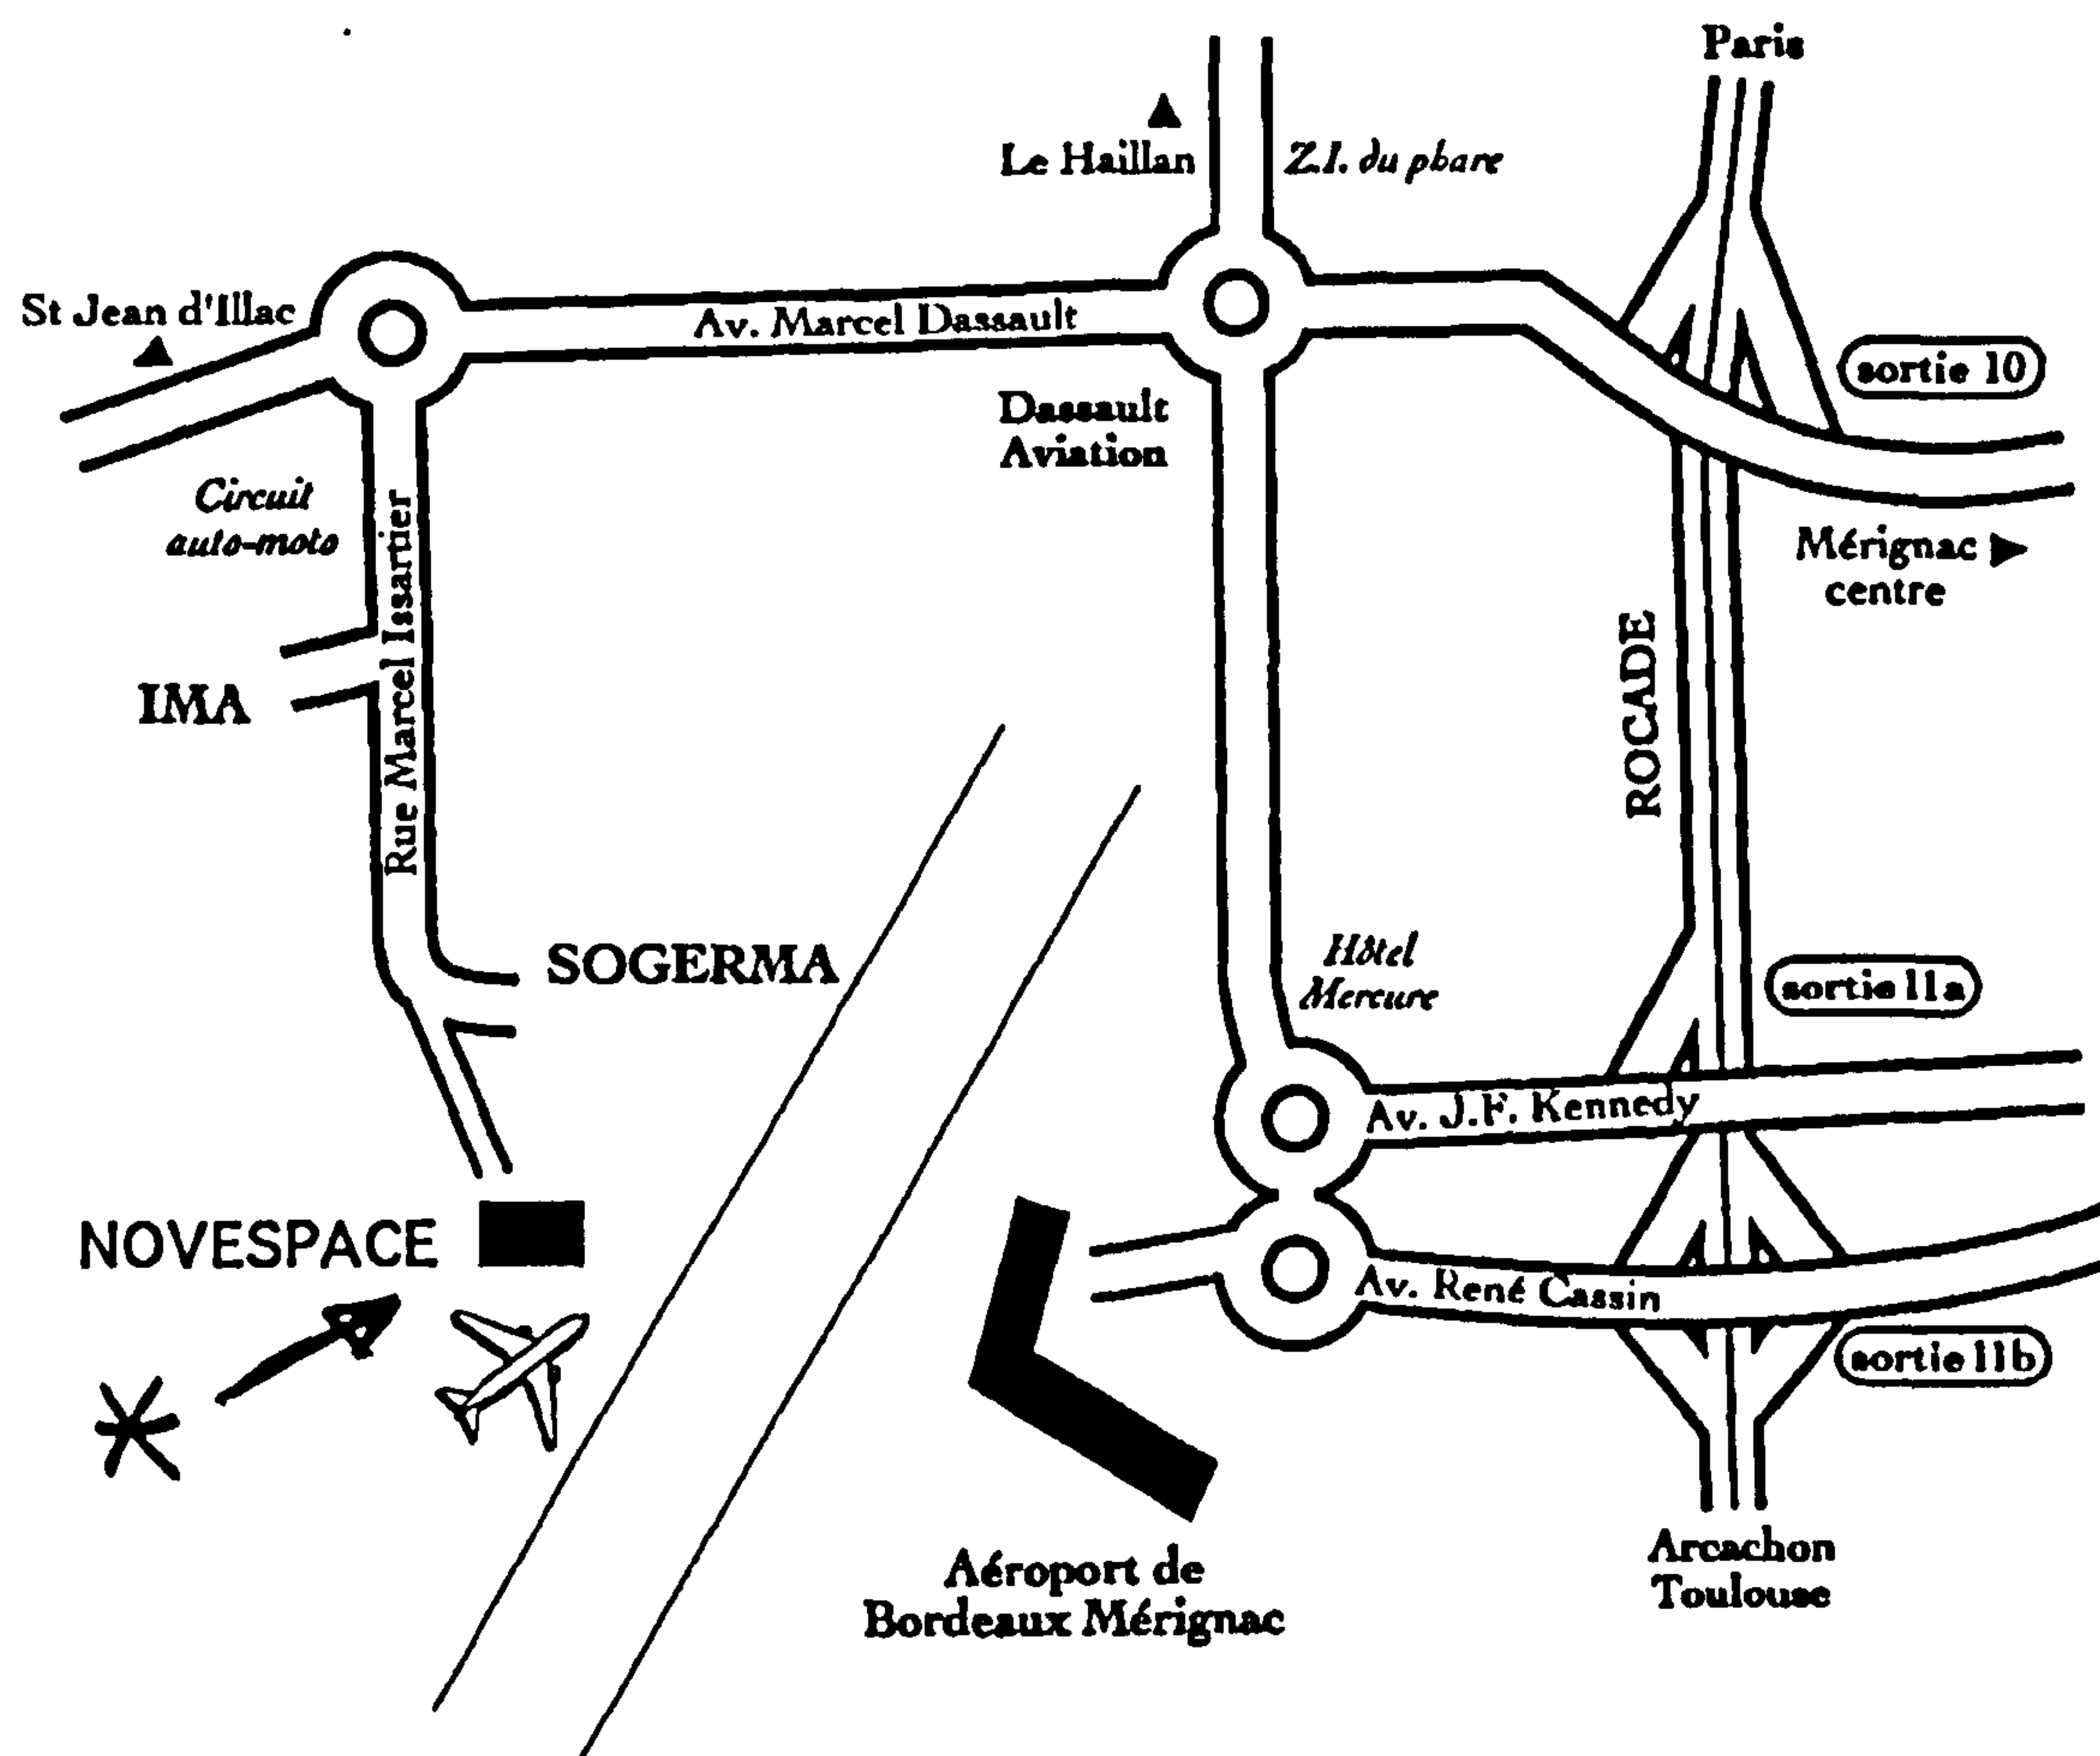 Paris
Le Haillan
Z.I. du phare
St Jean d'Illac
Av. Marcel Dassault
sortie 10
Dassault
Aviation
Circuit
auto-moto
Rue Marcel Issartier
Mérignac
centre
ROCADE
IMA
SOGERMA
Hôtel
Mercure
sortie 11a
Av. J.F. Kennedy
NOVESPACE
Av. René Cassin
sortie 11b
Arcachon
Toulouse
Aéroport de
Bordeaux Mérignac